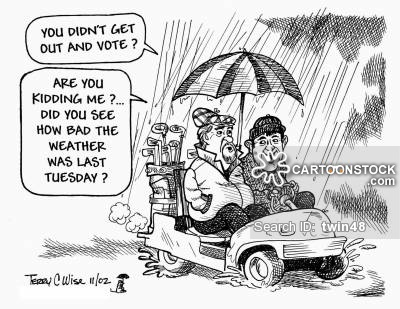 YOU DIDN'T GET
OUT AND VOTE ?
ARE YOU
KIDDING ME ?...
DID YOU SEE
HOW BAD THE
WEATHER
WAS LAST
TUESDAY ?
CARTOONSTOCK
.com
Search ID: twin48
TERRY C WISE 11/02